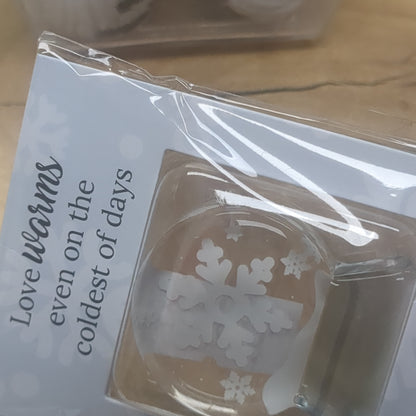 Love warms
even on the
coldest of days